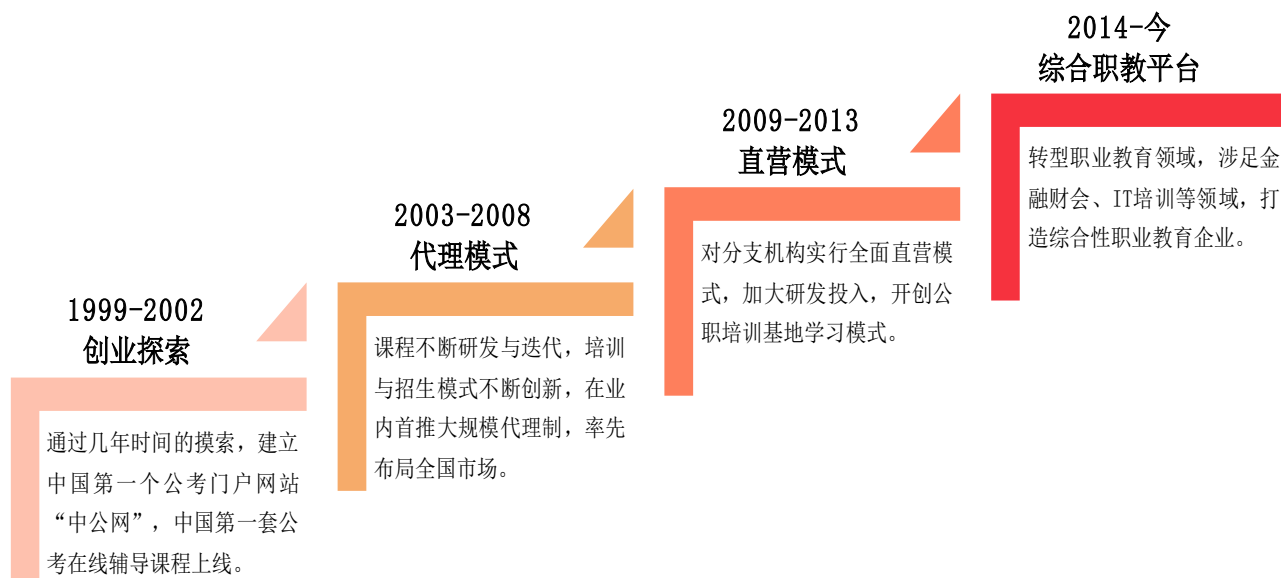 1999-2002
创业探索
通过几年时间的摸索，建立
中国第一个公考门户网站
“中公网”，中国第一套公
考在线辅导课程上线。
2003-2008
代理模式
课程不断研发与迭代，培训
与招生模式不断创新，在业
内首推大规模代理制，率先
布局全国市场。
2009-2013
直营模式
对分支机构实行全面直营模
式，加大研发投入，开创公
职培训基地学习模式。
2014-今
综合职教平台
转型职业教育领域，涉足金
融财会、IT培训等领域，打
造综合性职业教育企业。